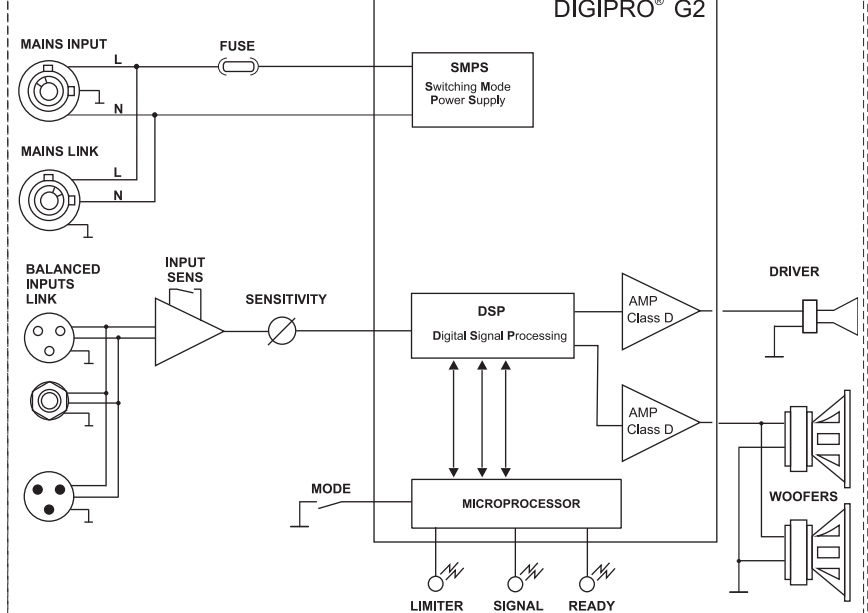 DIGIPRO® G2
MAINS INPUT
L
FUSE
SMPS
Switching Mode
Power Supply
N
MAINS LINK
L
N
BALANCED
INPUTS
LINK
INPUT
SENS
SENSITIVITY
DSP
Digital Signal Processing
AMP
Class D
DRIVER
AMP
Class D
MODE
MICROPROCESSOR
WOOFERS
LIMITER
SIGNAL
READY